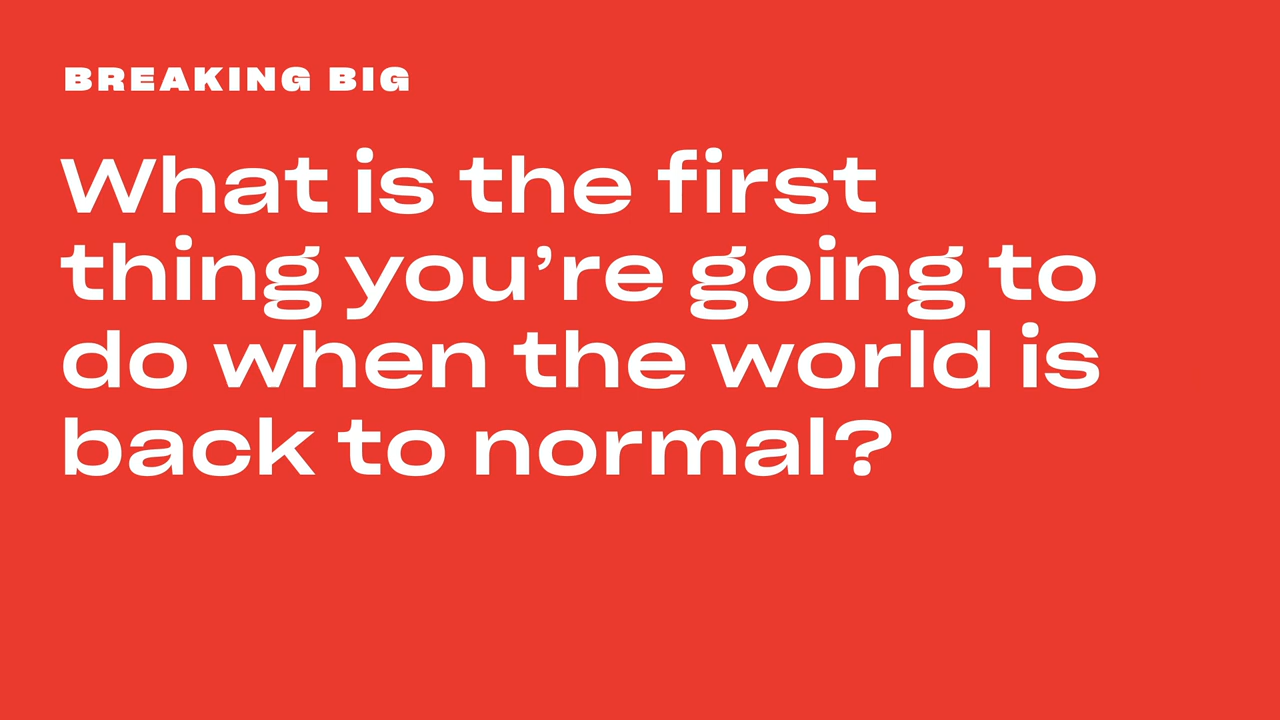 BREAKING BIG
What is the first
thing you’re going to
do when the world is
back to normal?